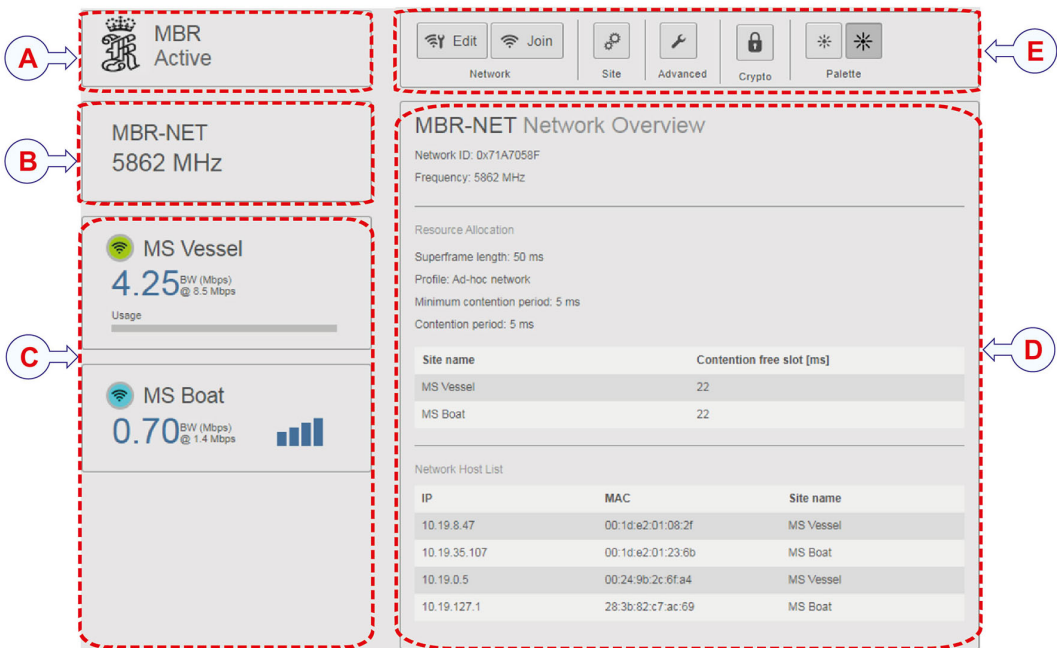 A
MBR
Active
Edit
Join
Network
Site
Advanced
Crypto
Palette
E
B
MBR-NET
5862 MHz
C
MS Vessel
4.25 BW (Mbps)
@ 8.5 Mbps
Usage
MS Boat
0.70 BW (Mbps)
@ 1.4 Mbps
D
MBR-NET Network Overview
Network ID: 0x71A7058F
Frequency: 5862 MHz
Resource Allocation
Superframe length: 50 ms
Profile: Ad-hoc network
Minimum contention period: 5 ms
Contention period: 5 ms
Site name Contention free slot [ms]
MS Vessel 22
MS Boat 22
Network Host List
IP MAC Site name
10.19.8.47 00:1d:e2:01:08:2f MS Vessel
10.19.35.107 00:1d:e2:01:23:6b MS Boat
10.19.0.5 00:24:9b:2c:6f:a4 MS Vessel
10.19.127.1 28:3b:82:c7:ac:69 MS Boat